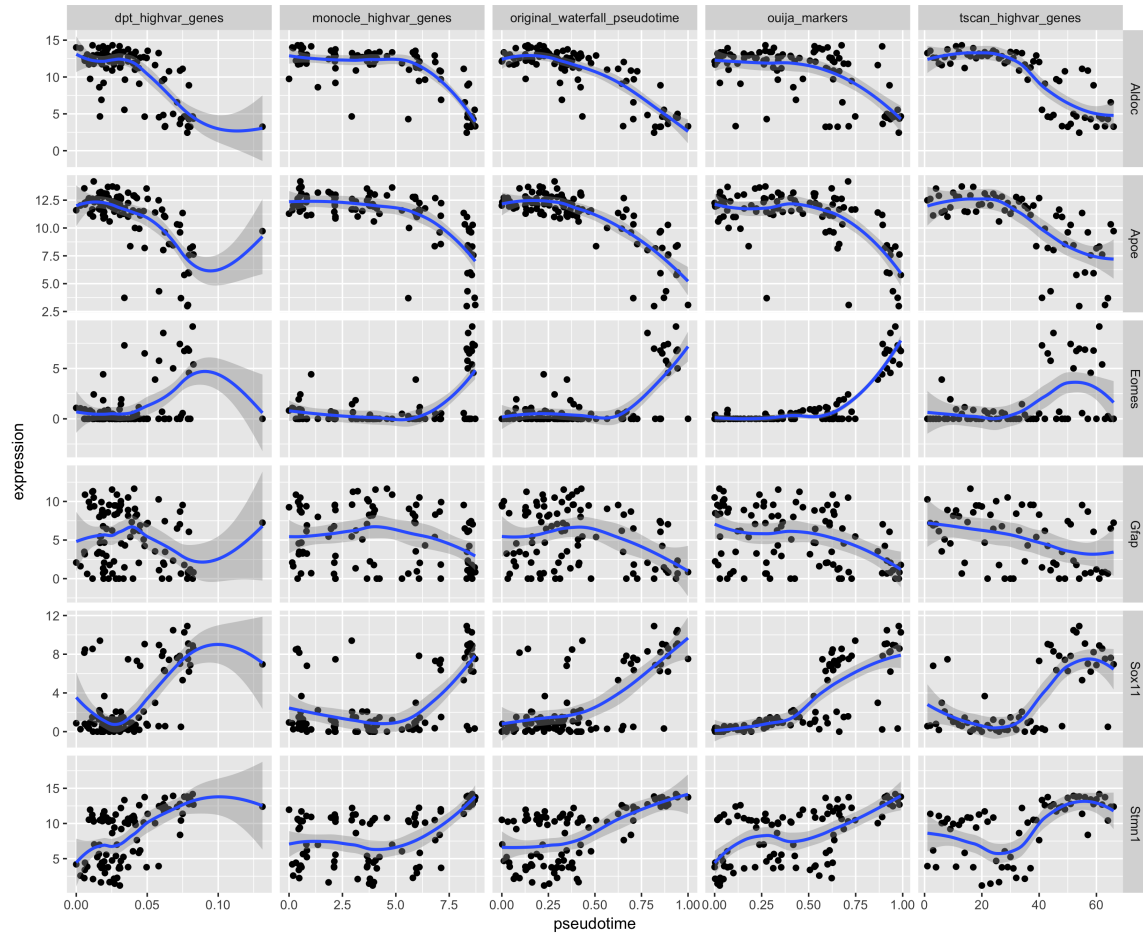 dpt_highvar_genes monocle_highvar_genes original_waterfall_pseudotime ouija_markers tscan_highvar_genes
15
10
5
0
Aldoc
12.5
10.0
7.5
5.0
2.5
Apoe
5
0
Eomes
expression
10
5
0
Gfap
12
8
4
0
Sox11
15
10
5
Stmn1
0.00 0.05 0.10 0.0 2.5 5.0 7.5 0.00 0.25 0.50 0.75 1.00 0.00 0.25 0.50 0.75 1.00 0 20 40 60
pseudotime